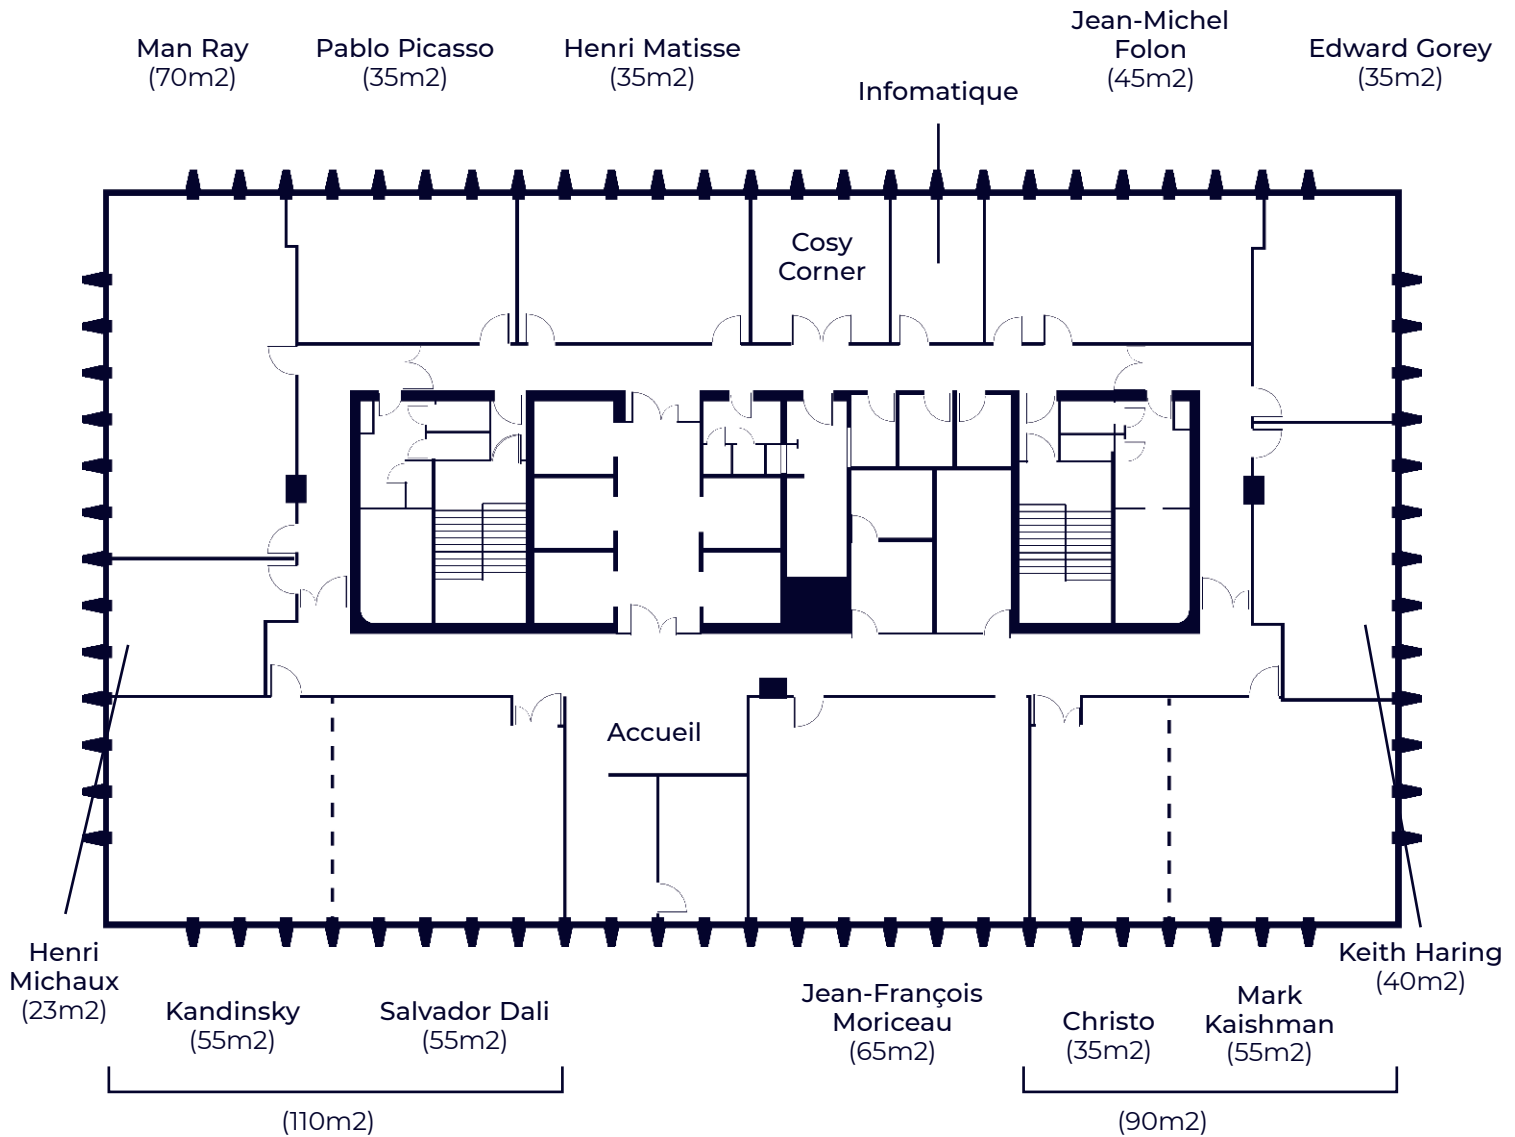 Man Ray
(70m2)
Pablo Picasso
(35m2)
Henri Matisse
(35m2)
Infomatique
Jean-Michel
Folon
(45m2)
Edward Gorey
(35m2)
Cosy
Corner
Accueil
Henri
Michaux
(23m2)
Kandinsky
(55m2)
Salvador Dali
(55m2)
(110m2)
Jean-François
Moriceau
(65m2)
Christo
(35m2)
Mark
Kaishman
(55m2)
(90m2)
Keith Haring
(40m2)